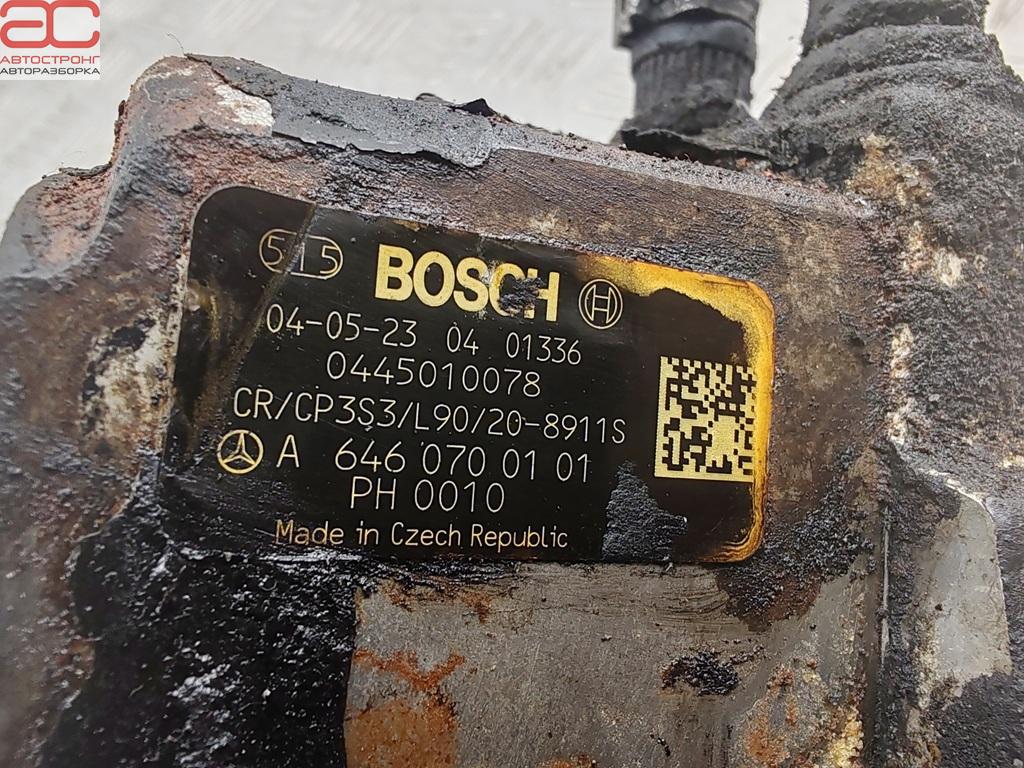 АС
АВТОСТРОНГ
АВТОРАЗБОРКА
515 BOSCH
04-05-23 04 01336
0445010078
CR/CP3S3/L90/20-8911S
A 646 070 01 01
PH 0010
Made in Czech Republic